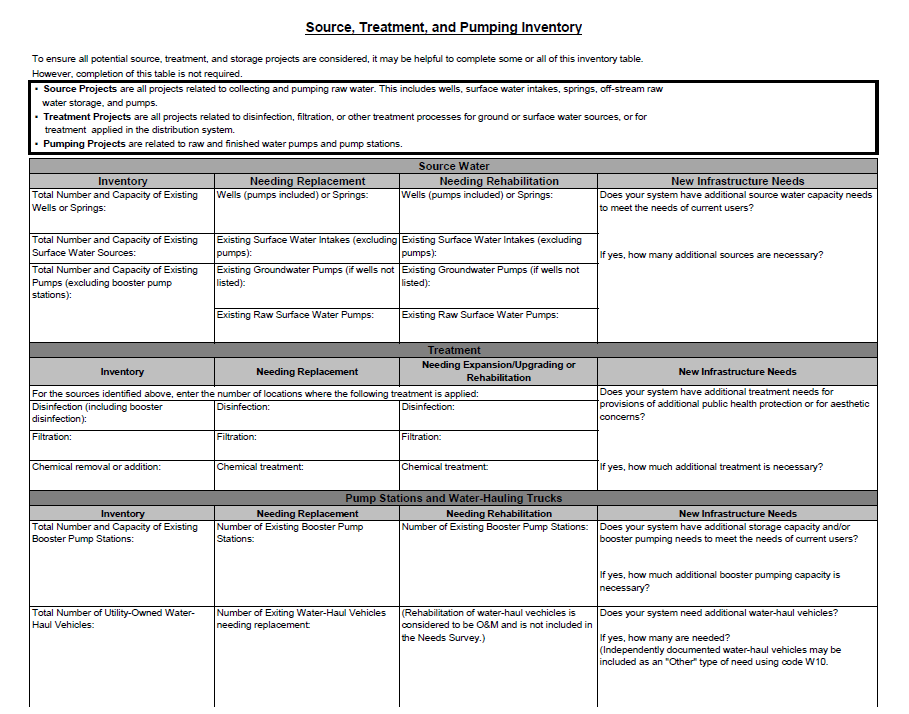 Source, Treatment, and Pumping Inventory
To ensure all potential source, treatment, and storage projects are considered, it may be helpful to complete some or all of this inventory table.
However, completion of this table is not required.
▪ Source Projects are all projects related to collecting and pumping raw water. This includes wells, surface water intakes, springs, off-stream raw
water storage, and pumps.
▪ Treatment Projects are all projects related to disinfection, filtration, or other treatment processes for ground or surface water sources, or for
treatment applied in the distribution system.
▪ Pumping Projects are related to raw and finished water pumps and pump stations.
Source Water
Inventory
Needing Replacement
Needing Rehabilitation
New Infrastructure Needs
Total Number and Capacity of Existing
Wells or Springs:
Wells (pumps included) or Springs:
Wells (pumps included) or Springs:
Does your system have additional source water capacity needs
to meet the needs of current users?
Total Number and Capacity of Existing
Surface Water Sources:
Existing Surface Water Intakes (excluding
pumps):
Existing Surface Water Intakes (excluding
pumps):
If yes, how many additional sources are necessary?
Total Number and Capacity of Existing
Pumps (excluding booster pump
stations):
Existing Groundwater Pumps (if wells not
listed):
Existing Groundwater Pumps (if wells not
listed):
Existing Raw Surface Water Pumps:
Existing Raw Surface Water Pumps:
Treatment
Inventory
Needing Replacement
Needing Expansion/Upgrading or
Rehabilitation
New Infrastructure Needs
For the sources identified above, enter the number of locations where the following treatment is applied:
Does your system have additional treatment needs for
provisions of additional public health protection or for aesthetic
concerns?
Disinfection (including booster
disinfection):
Disinfection:
Disinfection:
Filtration:
Filtration:
Filtration:
Chemical removal or addition:
Chemical treatment:
Chemical treatment:
If yes, how much additional treatment is necessary?
Pump Stations and Water-Hauling Trucks
Inventory
Needing Replacement
Needing Rehabilitation
New Infrastructure Needs
Total Number and Capacity of Existing
Booster Pump Stations:
Number of Existing Booster Pump
Stations:
Number of Existing Booster Pump Stations:
Does your system have additional storage capacity and/or
booster pumping needs to meet the needs of current users?
If yes, how much additional booster pumping capacity is
necessary?
Total Number of Utility-Owned Water-
Haul Vehicles:
Number of Exiting Water-Haul Vehicles
needing replacement:
(Rehabilitation of water-haul vechicles is
considered to be O&M and is not included in
the Needs Survey.)
Does your system need additional water-haul vehicles?
If yes, how many are needed?
(Independently documented water-haul vehicles may be
included as an "Other" type of need using code W10.